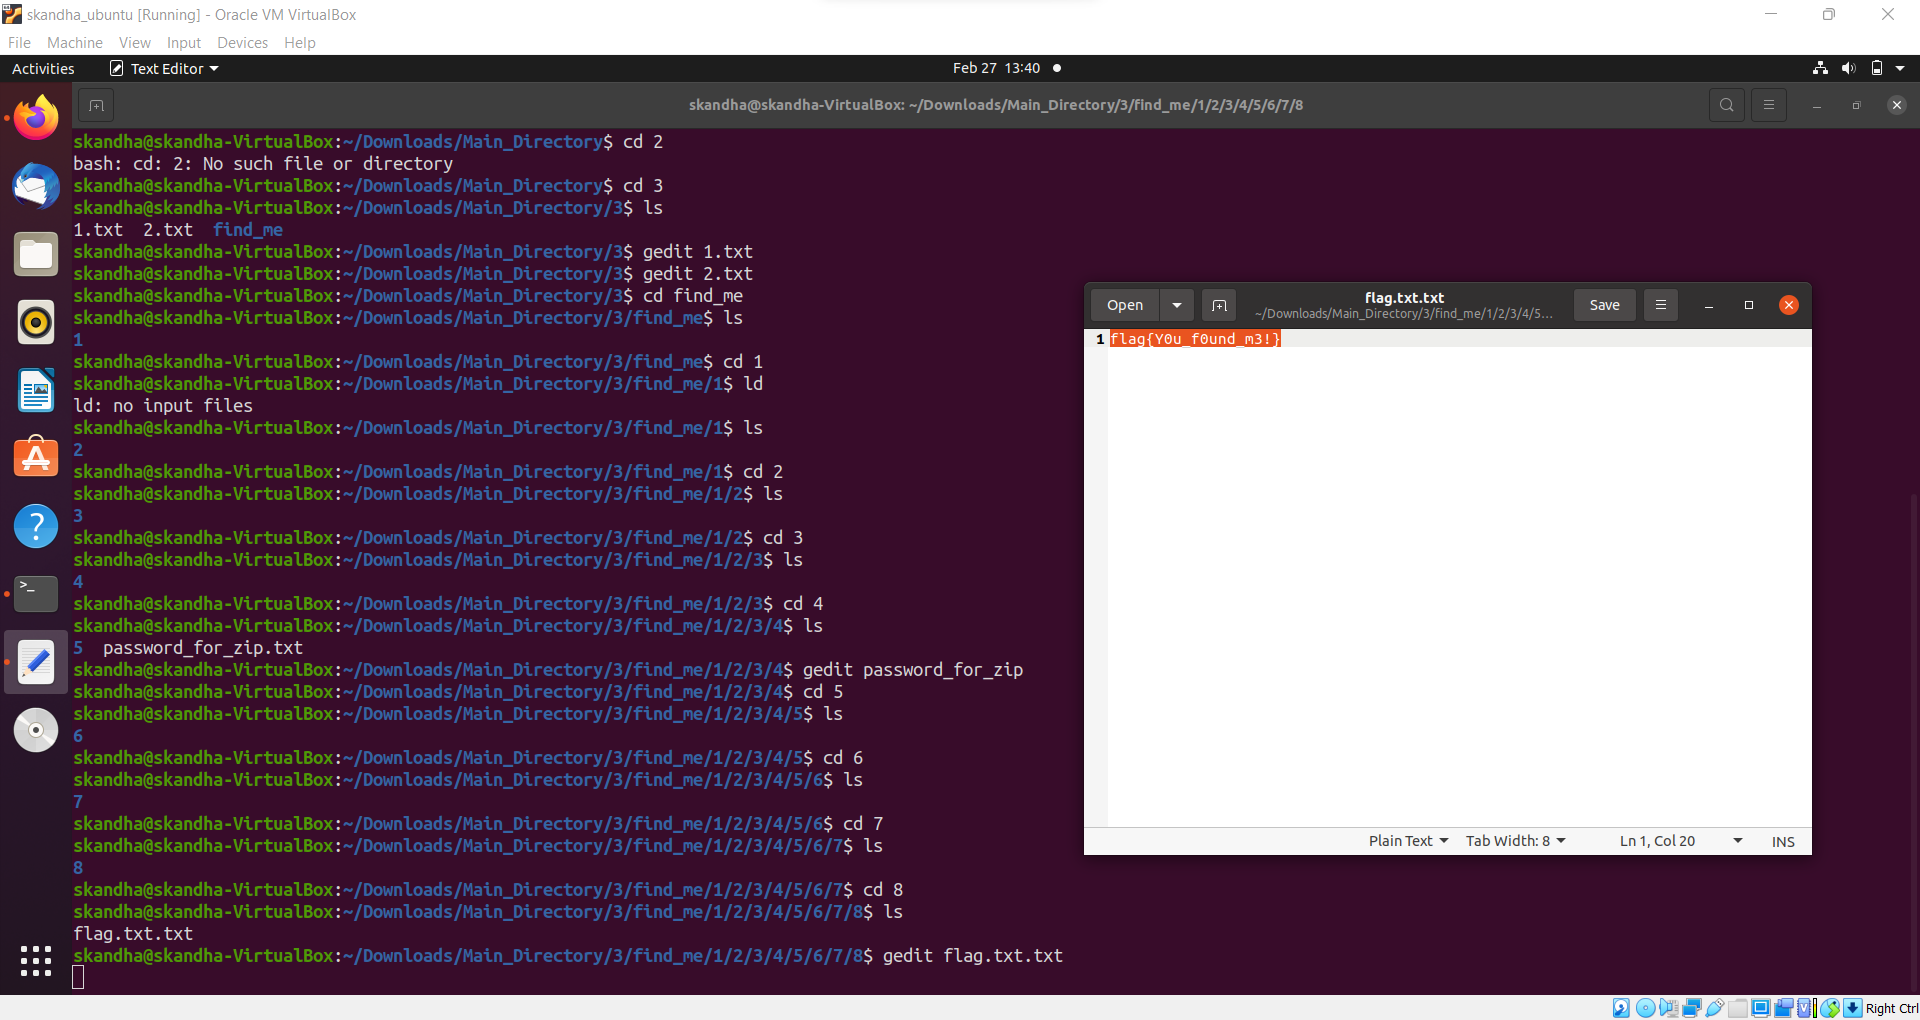 skandha_ubuntu [Running] - Oracle VM VirtualBox
File Machine View Input Devices Help
Activities Text Editor Feb 27 13:40
skandha@skandha-VirtualBox: ~/Downloads/Main_Directory/3/find_me/1/2/3/4/5/6/7/8
skandha@skandha-VirtualBox:~/Downloads/Main_Directory$ cd 2
bash: cd: 2: No such file or directory
skandha@skandha-VirtualBox:~/Downloads/Main_Directory$ cd 3
skandha@skandha-VirtualBox:~/Downloads/Main_Directory/3$ ls
1.txt 2.txt find_me
skandha@skandha-VirtualBox:~/Downloads/Main_Directory/3$ gedit 1.txt
skandha@skandha-VirtualBox:~/Downloads/Main_Directory/3$ gedit 2.txt
skandha@skandha-VirtualBox:~/Downloads/Main_Directory/3$ cd find_me
skandha@skandha-VirtualBox:~/Downloads/Main_Directory/3/find_me$ ls
1
skandha@skandha-VirtualBox:~/Downloads/Main_Directory/3/find_me$ cd 1
skandha@skandha-VirtualBox:~/Downloads/Main_Directory/3/find_me/1$ ld
ld: no input files
skandha@skandha-VirtualBox:~/Downloads/Main_Directory/3/find_me/1$ ls
2
skandha@skandha-VirtualBox:~/Downloads/Main_Directory/3/find_me/1$ cd 2
skandha@skandha-VirtualBox:~/Downloads/Main_Directory/3/find_me/1/2$ ls
3
skandha@skandha-VirtualBox:~/Downloads/Main_Directory/3/find_me/1/2$ cd 3
skandha@skandha-VirtualBox:~/Downloads/Main_Directory/3/find_me/1/2/3$ ls
4
skandha@skandha-VirtualBox:~/Downloads/Main_Directory/3/find_me/1/2/3$ cd 4
skandha@skandha-VirtualBox:~/Downloads/Main_Directory/3/find_me/1/2/3/4$ ls
5 password_for_zip.txt
skandha@skandha-VirtualBox:~/Downloads/Main_Directory/3/find_me/1/2/3/4$ gedit password_for_zip
skandha@skandha-VirtualBox:~/Downloads/Main_Directory/3/find_me/1/2/3/4$ cd 5
skandha@skandha-VirtualBox:~/Downloads/Main_Directory/3/find_me/1/2/3/4/5$ ls
6
skandha@skandha-VirtualBox:~/Downloads/Main_Directory/3/find_me/1/2/3/4/5$ cd 6
skandha@skandha-VirtualBox:~/Downloads/Main_Directory/3/find_me/1/2/3/4/5/6$ ls
7
skandha@skandha-VirtualBox:~/Downloads/Main_Directory/3/find_me/1/2/3/4/5/6$ cd 7
skandha@skandha-VirtualBox:~/Downloads/Main_Directory/3/find_me/1/2/3/4/5/6/7$ ls
8
skandha@skandha-VirtualBox:~/Downloads/Main_Directory/3/find_me/1/2/3/4/5/6/7$ cd 8
skandha@skandha-VirtualBox:~/Downloads/Main_Directory/3/find_me/1/2/3/4/5/6/7/8$ ls
flag.txt.txt
skandha@skandha-VirtualBox:~/Downloads/Main_Directory/3/find_me/1/2/3/4/5/6/7/8$ gedit flag.txt.txt
Open flag.txt.txt Save
~/Downloads/Main_Directory/3/find_me/1/2/3/4/5...
1 flag{Y0u_f0und_m3!}
Plain Text Tab Width: 8 Ln 1, Col 20 INS
Right Ctrl